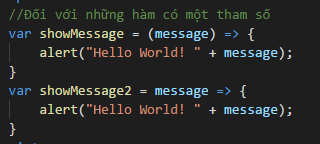 //Đối với những hàm có một tham số
var showMessage = (message) => {
    alert("Hello World! " + message);
}
var showMessage2 = message => {
    alert("Hello World! " + message);
}